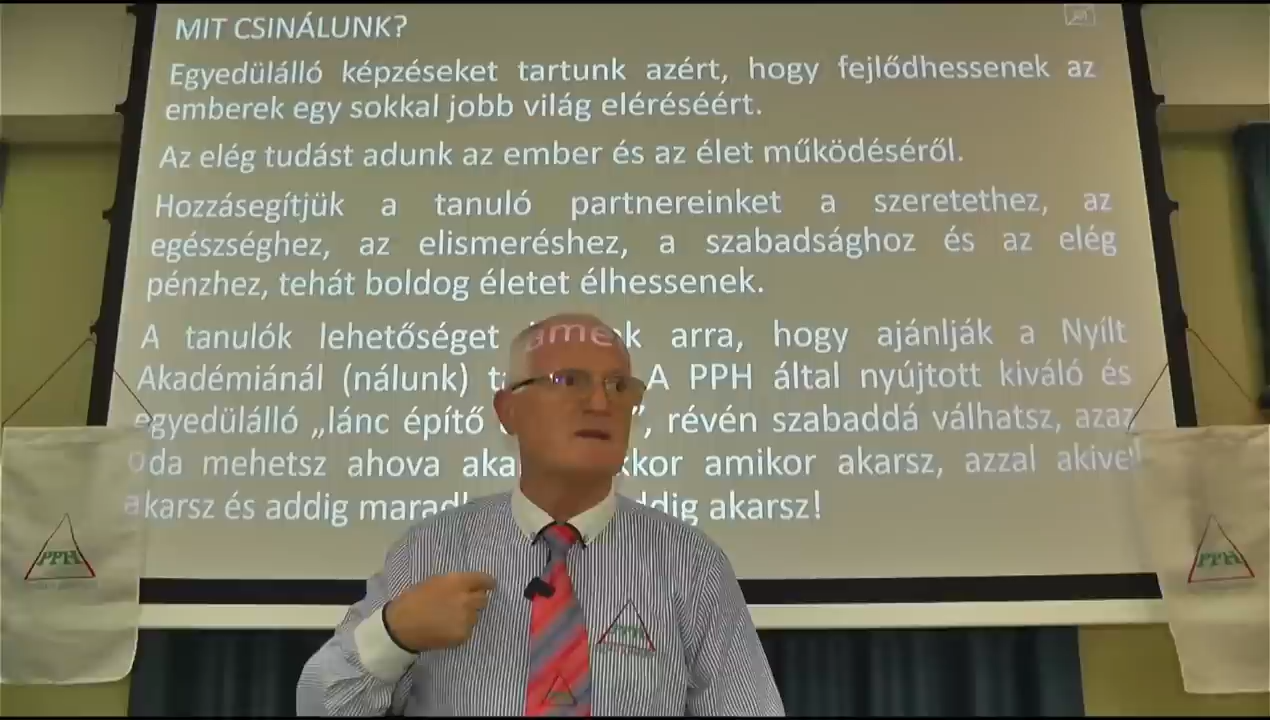 MIT CSINÁLUNK?
Egyedülálló képzéseket tartunk azért, hogy fejlődhessenek az
emberek egy sokkal jobb világ eléréséért.
Az elég tudást adunk az ember és az élet működéséről.
Hozzásegítjük a tanuló partnereinket a szeretethez, az
egészséghez, az elismeréshez, a szabadsághoz és az elég
pénzhez, tehát boldog életet élhessenek.
A tanulók lehetőséget arra, hogy ajánlják a Nyílt
Akadémiánál (nálunk) A PPH által nyújtott kiváló és
egyedülálló „lánc építő ”, révén szabaddá válhatsz, azaz
oda mehetsz ahova amikor akarsz, azzal akivel
akarsz és addig akarsz!
PPH
PPH
PPH